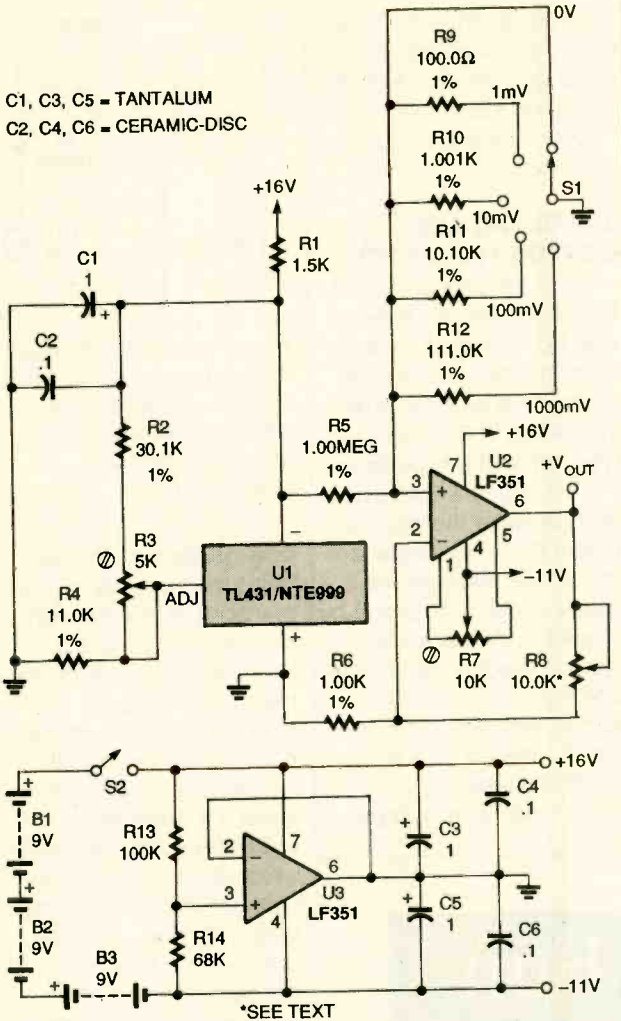 0V
R9
100.0Ω
1%
1mV
C1, C3, C5 = TANTALUM
C2, C4, C6 = CERAMIC-DISC
R10
1.001K
1%
10mV
S1
+16V
R11
10.10K
1%
100mV
R1
1.5K
C1
1
+
R12
111.0K
1%
1000mV
C2
.1
R2
30.1K
1%
R5
1.00MEG
1%
+16V
7
U2
LF351
+VOUT
3
+
6
2
−
5
1
4
−11V
R3
5K
−
ADJ
U1
TL431/NTE999
+
R4
11.0K
1%
R7
10K
R8
10.0K*
R6
1.00K
1%
S2
+16V
+
B1
9V
R13
100K
7
C4
.1
2
−
6
+
C3
1
+
B2
9V
3
+
U3
LF351
4
+
C5
1
R14
68K
C6
.1
B3
9V
+
−11V
*SEE TEXT